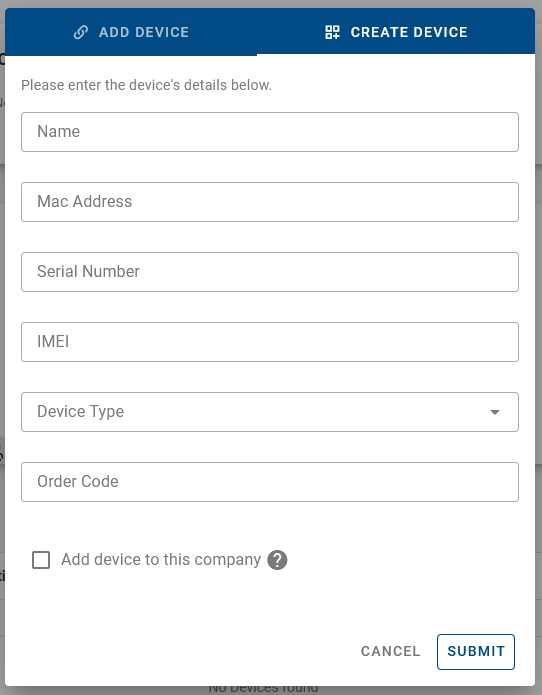 ADD DEVICE
CREATE DEVICE
Please enter the device's details below.
Name
Mac Address
Serial Number
IMEI
Device Type
Order Code
Add device to this company ?
CANCEL
SUBMIT
No Devices found